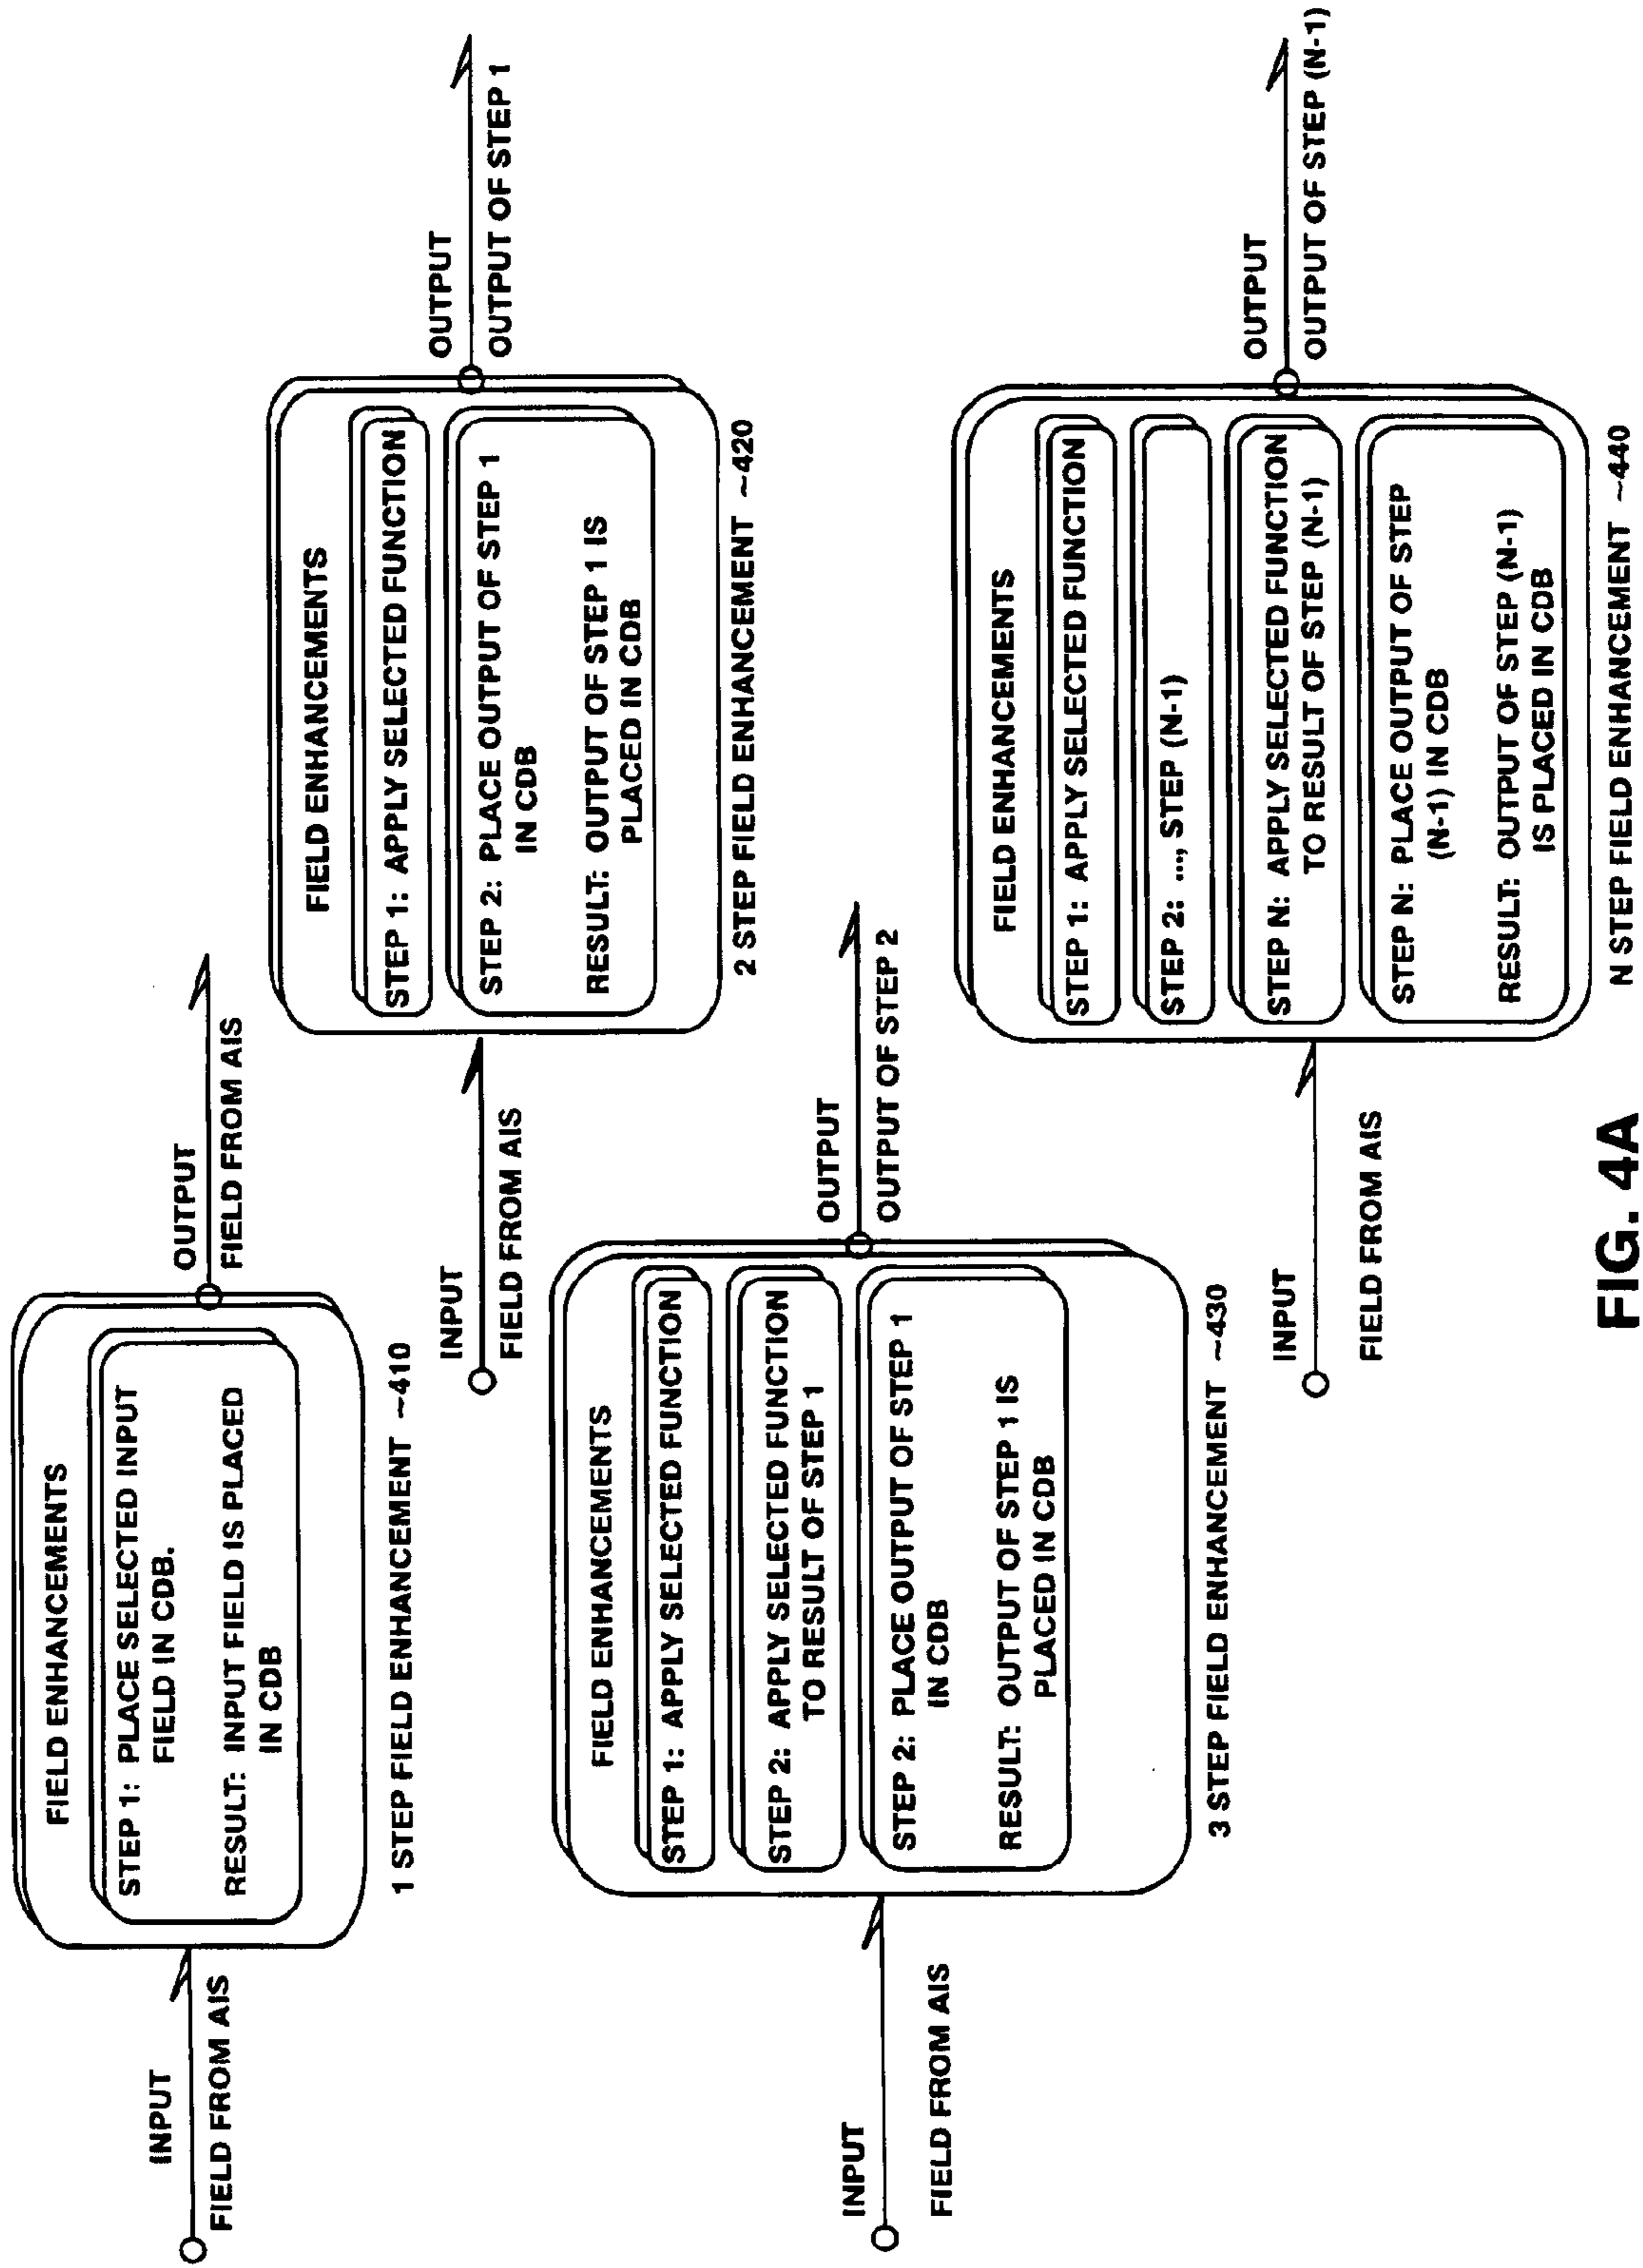 INPUT
FIELD FROM AIS
FIELD ENHANCEMENTS
STEP 1: PLACE SELECTED INPUT
FIELD IN CDB.
RESULT: INPUT FIELD IS PLACED
IN CDB
1 STEP FIELD ENHANCEMENT ~410
OUTPUT
FIELD FROM AIS
INPUT
FIELD FROM AIS
FIELD ENHANCEMENTS
STEP 1: APPLY SELECTED FUNCTION
STEP 2: PLACE OUTPUT OF STEP 1
IN CDB
RESULT: OUTPUT OF STEP 1 IS
PLACED IN CDB
2 STEP FIELD ENHANCEMENT ~420
OUTPUT
OUTPUT OF STEP 1
INPUT
FIELD FROM AIS
FIELD ENHANCEMENTS
STEP 1: APPLY SELECTED FUNCTION
STEP 2: APPLY SELECTED FUNCTION
TO RESULT OF STEP 1
STEP 2: PLACE OUTPUT OF STEP 1
IN CDB
RESULT: OUTPUT OF STEP 1 IS
PLACED IN CDB
3 STEP FIELD ENHANCEMENT ~430
OUTPUT
OUTPUT OF STEP 2
INPUT
FIELD FROM AIS
FIELD ENHANCEMENTS
STEP 1: APPLY SELECTED FUNCTION
STEP 2: ...., STEP (N-1)
STEP N: APPLY SELECTED FUNCTION
TO RESULT OF STEP (N-1)
STEP N: PLACE OUTPUT OF STEP
(N-1) IN CDB
RESULT: OUTPUT OF STEP (N-1)
IS PLACED IN CDB
N STEP FIELD ENHANCEMENT ~440
OUTPUT
OUTPUT OF STEP (N-1)
FIG. 4A